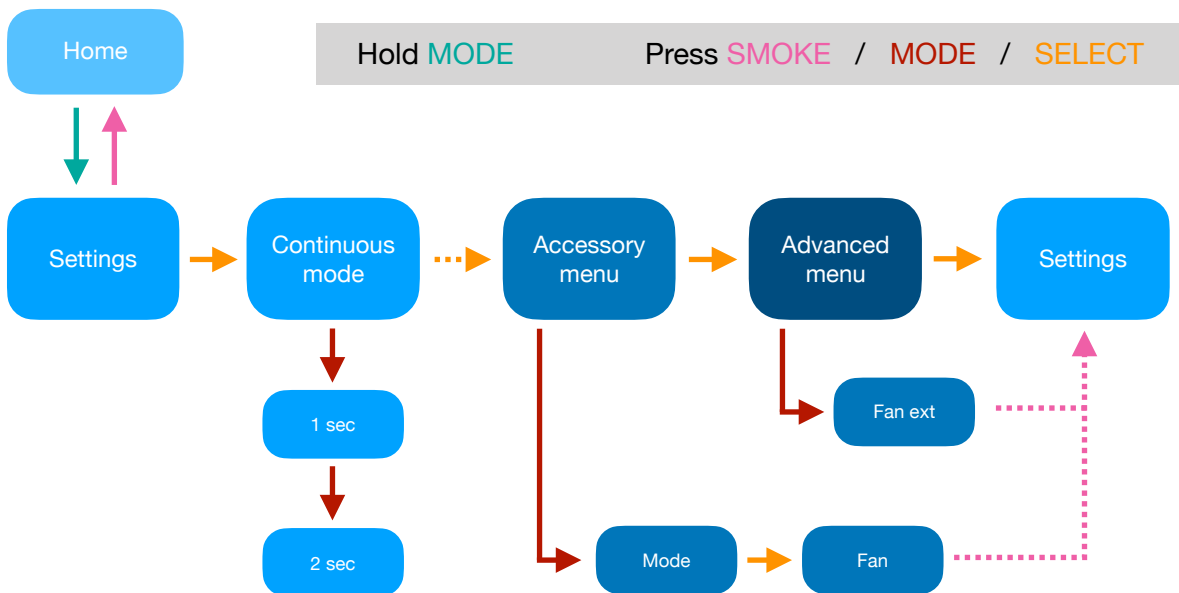 Home
Hold MODE
Press SMOKE / MODE / SELECT
Settings
Continuous
mode
Accessory
menu
Advanced
menu
Settings
1 sec
Fan ext
2 sec
Mode
Fan